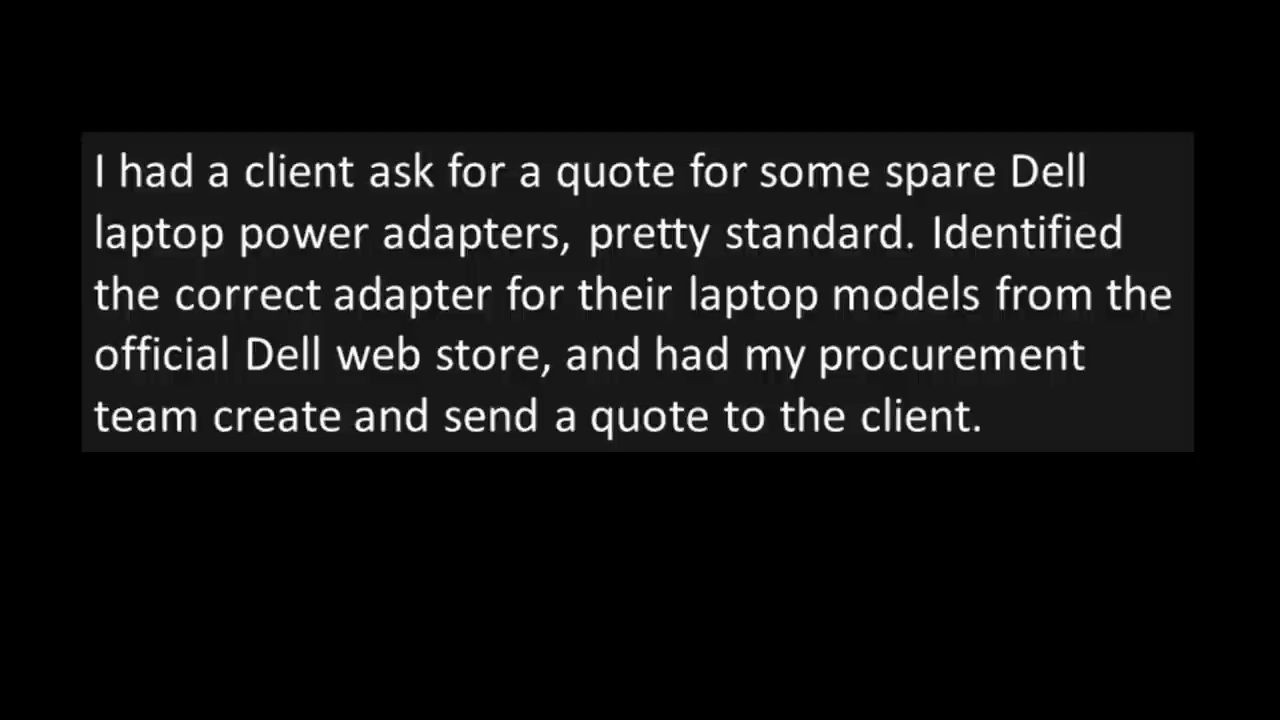 I had a client ask for a quote for some spare Dell
laptop power adapters, pretty standard. Identified
the correct adapter for their laptop models from the
official Dell web store, and had my procurement
team create and send a quote to the client.